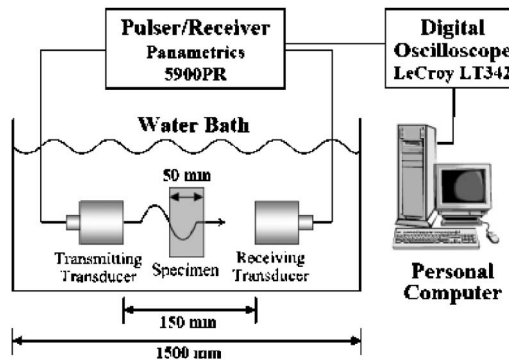 Pulser/Receiver
Panametrics
5900PR
Digital
Oscilloscope
LeCroy LT342
Water Bath
50 mm
Transmitting
Transducer
Specimen
Receiving
Transducer
Personal
Computer
150 mm
1500 mm